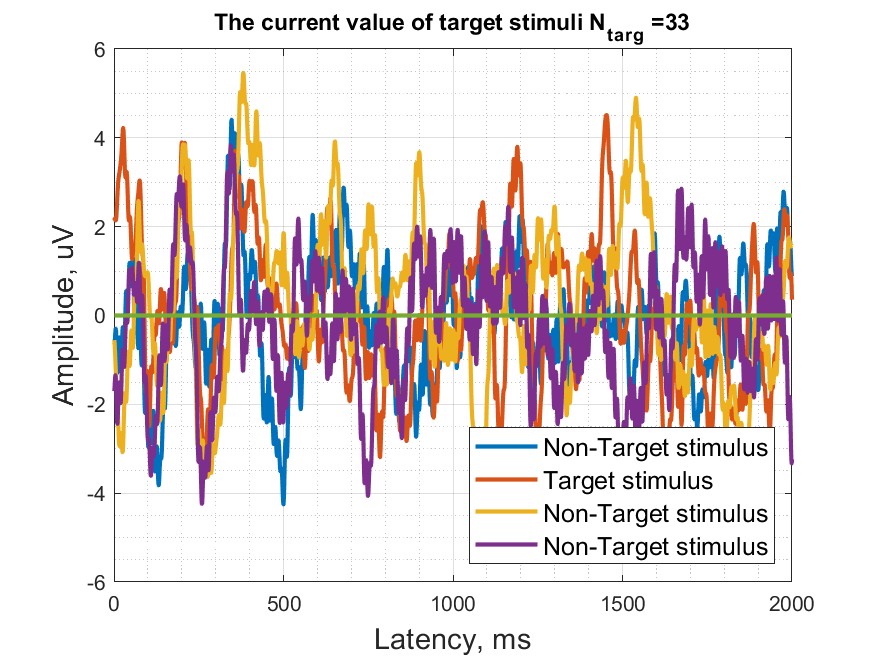 The current value of target stimuli N_targ =33
6
4
2
0
-2
-4
-6
Amplitude, uV
Non-Target stimulus
Target stimulus
Non-Target stimulus
Non-Target stimulus
0 500 1000 1500 2000
Latency, ms